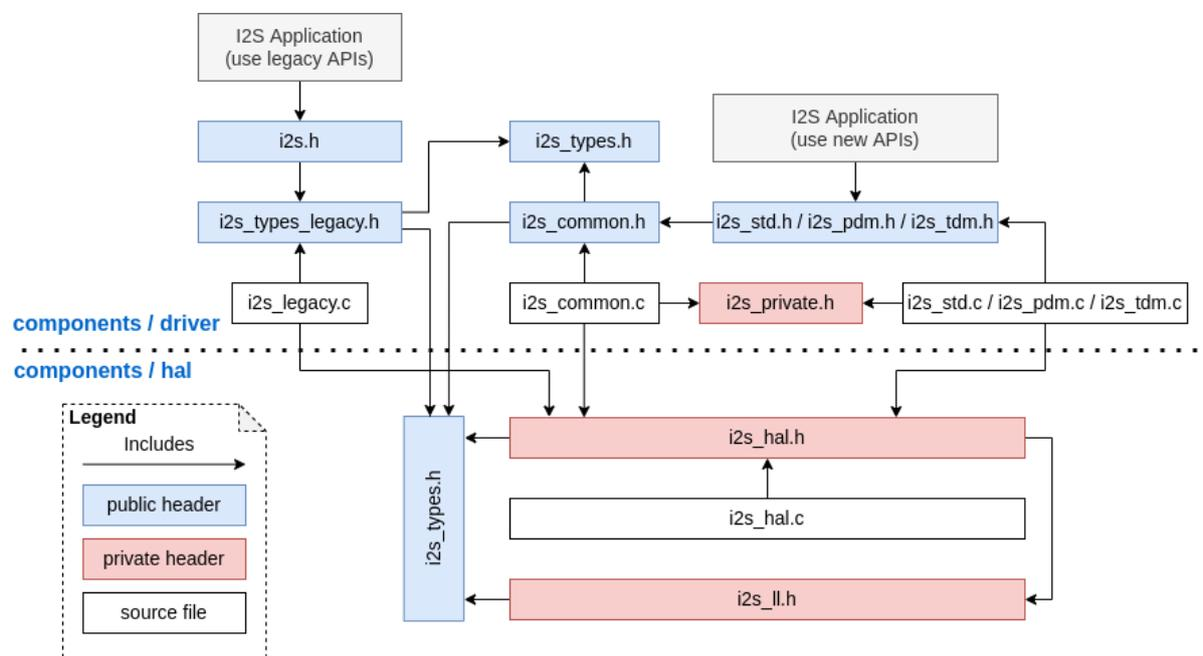 I2S Application
(use legacy APIs)
I2S Application
(use new APIs)
i2s.h
i2s_types.h
i2s_types_legacy.h
i2s_common.h
i2s_std.h / i2s_pdm.h / i2s_tdm.h
i2s_legacy.c
i2s_common.c
i2s_private.h
i2s_std.c / i2s_pdm.c / i2s_tdm.c
components / driver
components / hal
Legend
Includes
public header
private header
source file
i2s_types.h
i2s_hal.h
i2s_hal.c
i2s_ll.h